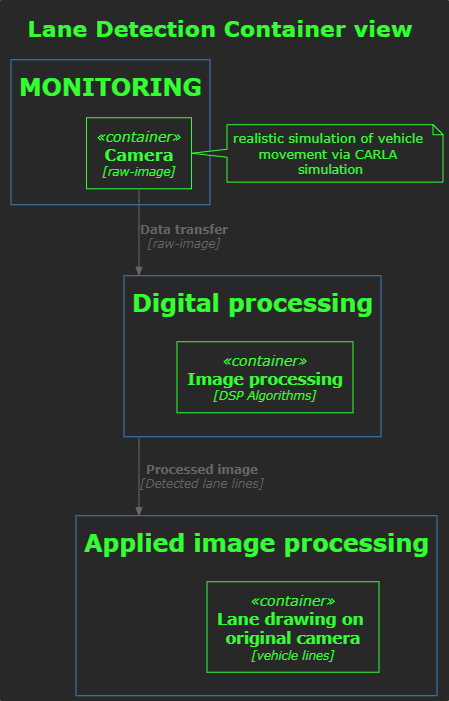 Lane Detection Container view
MONITORING
«container»
Camera
[raw-image]
realistic simulation of vehicle
movement via CARLA
simulation
Data transfer
[raw-image]
Digital processing
«container»
Image processing
[DSP Algorithms]
Processed image
[Detected lane lines]
Applied image processing
«container»
Lane drawing on
original camera
[vehicle lines]